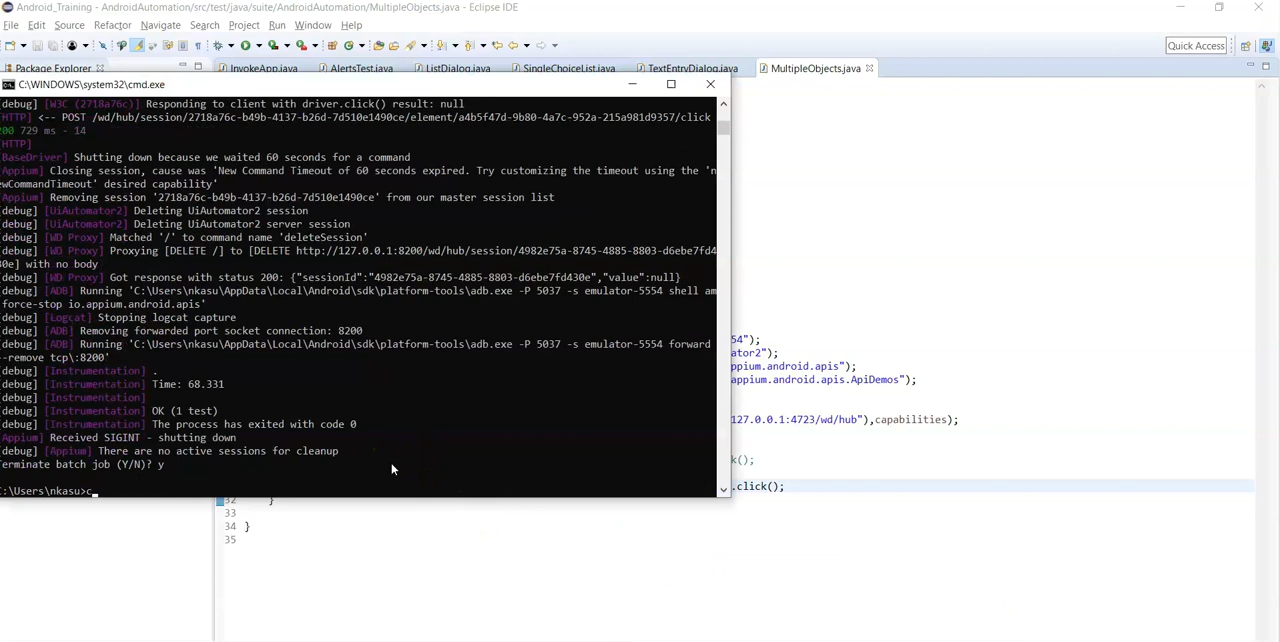 Android_Training - AndroidAutomation/src/test/java/suite/AndroidAutomation/MultipleObjects.java - Eclipse IDE
File Edit Source Refactor Navigate Search Project Run Window Help
Quick Access
Package Explorer
InvokeApp.java AlertsTest.java ListDialog.java SingleChoiceList.java TextEntryDialog.java MultipleObjects.java
C:\WINDOWS\system32\cmd.exe
[debug] [W3C (2718a76c)] Responding to client with driver.click() result: null
[HTTP] <-- POST /wd/hub/session/2718a76c-b49b-4137-b26d-7d510e1490ce/element/a4b5f47d-9b80-4a7c-952a-215a981d9357/click
200 729 ms - 14
[HTTP]
[BaseDriver] Shutting down because we waited 60 seconds for a command
[Appium] Closing session, cause was 'New Command Timeout of 60 seconds expired. Try customizing the timeout using the 'n
ewCommandTimeout' desired capability'
[Appium] Removing session '2718a76c-b49b-4137-b26d-7d510e1490ce' from our master session list
[debug] [UiAutomator2] Deleting UiAutomator2 session
[debug] [UiAutomator2] Deleting UiAutomator2 server session
[debug] [WD Proxy] Matched '/' to command name 'deleteSession'
[debug] [WD Proxy] Proxying [DELETE /] to [DELETE http://127.0.0.1:8200/wd/hub/session/4982e75a-8745-4885-8803-d6ebe7fd4
30e] with no body
[debug] [WD Proxy] Got response with status 200: {"sessionId":"4982e75a-8745-4885-8803-d6ebe7fd430e","value":null}
[debug] [ADB] Running 'C:\Users\nkasu\AppData\Local\Android\sdk\platform-tools\adb.exe -P 5037 -s emulator-5554 shell am
force-stop io.appium.android.apis'
[debug] [Logcat] Stopping logcat capture
[debug] [ADB] Removing forwarded port socket connection: 8200
[debug] [ADB] Running 'C:\Users\nkasu\AppData\Local\Android\sdk\platform-tools\adb.exe -P 5037 -s emulator-5554 forward
--remove tcp\:8200'
[debug] [Instrumentation] .
[debug] [Instrumentation] Time: 68.331
[debug] [Instrumentation]
[debug] [Instrumentation] OK (1 test)
[debug] [Instrumentation] The process has exited with code 0
[Appium] Received SIGINT - shutting down
[debug] [Appium] There are no active sessions for cleanup
Terminate batch job (Y/N)? y
C:\Users\nkasu>c
54");
ator2");
ppium.android.apis");
appium.android.apis.ApiDemos");
127.0.0.1:4723/wd/hub"),capabilities);
k();
.click();
32 }
33
34 }
35